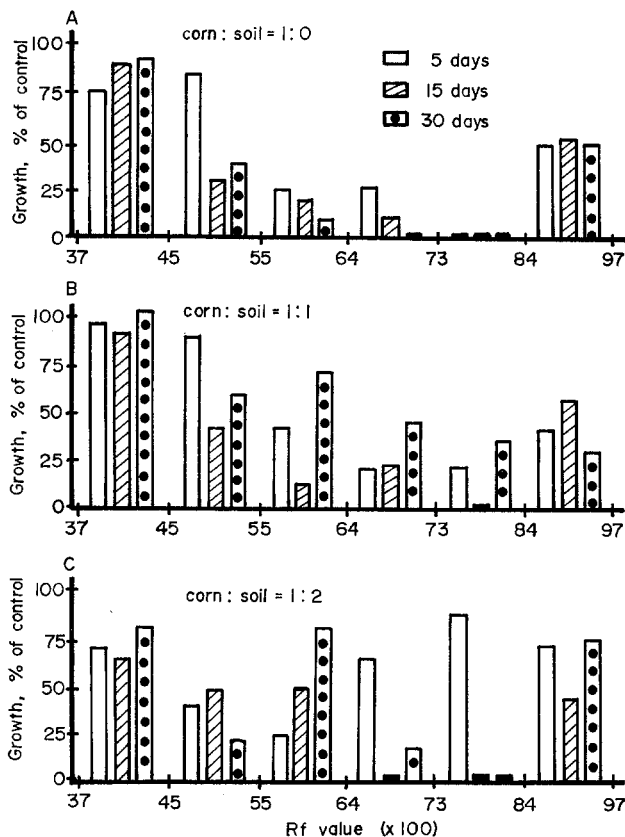 A
corn: soil = 1:0
5 days
15 days
30 days
Growth, % of control
100
75
50
25
0
37 45 55 64 73 84 97
B
corn: soil = 1:1
Growth, % of control
100
75
50
25
0
37 45 55 64 73 84 97
C
corn: soil = 1:2
Growth, % of control
100
75
50
25
0
37 45 55 64 73 84 97
Rf value (x 100)